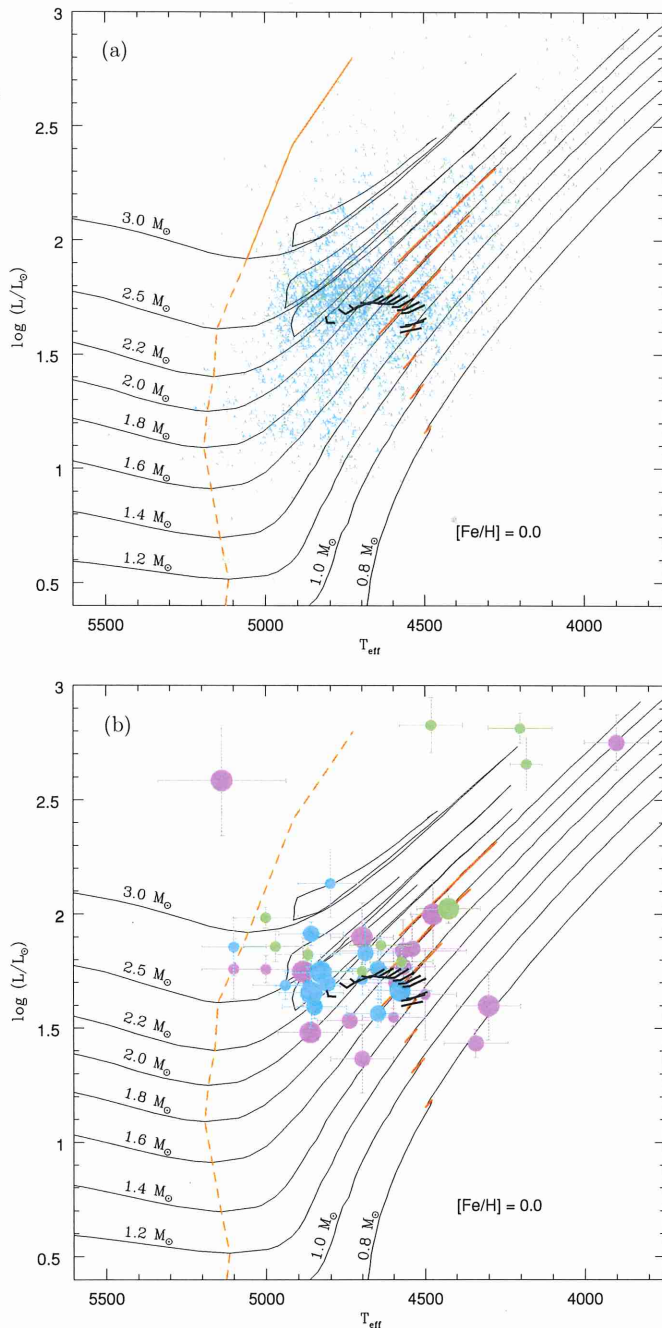 (a)
3
2.5
2
1.5
1
0.5
log (L/L⊙)
3.0 M⊙
2.5 M⊙
2.2 M⊙
2.0 M⊙
1.8 M⊙
1.6 M⊙
1.4 M⊙
1.2 M⊙
1.0 M⊙
0.8 M⊙
[Fe/H] = 0.0
5500 5000 4500 4000
T_eff
(b)
3
2.5
2
1.5
1
0.5
log (L/L⊙)
3.0 M⊙
2.5 M⊙
2.2 M⊙
2.0 M⊙
1.8 M⊙
1.6 M⊙
1.4 M⊙
1.2 M⊙
1.0 M⊙
0.8 M⊙
[Fe/H] = 0.0
5500 5000 4500 4000
T_eff